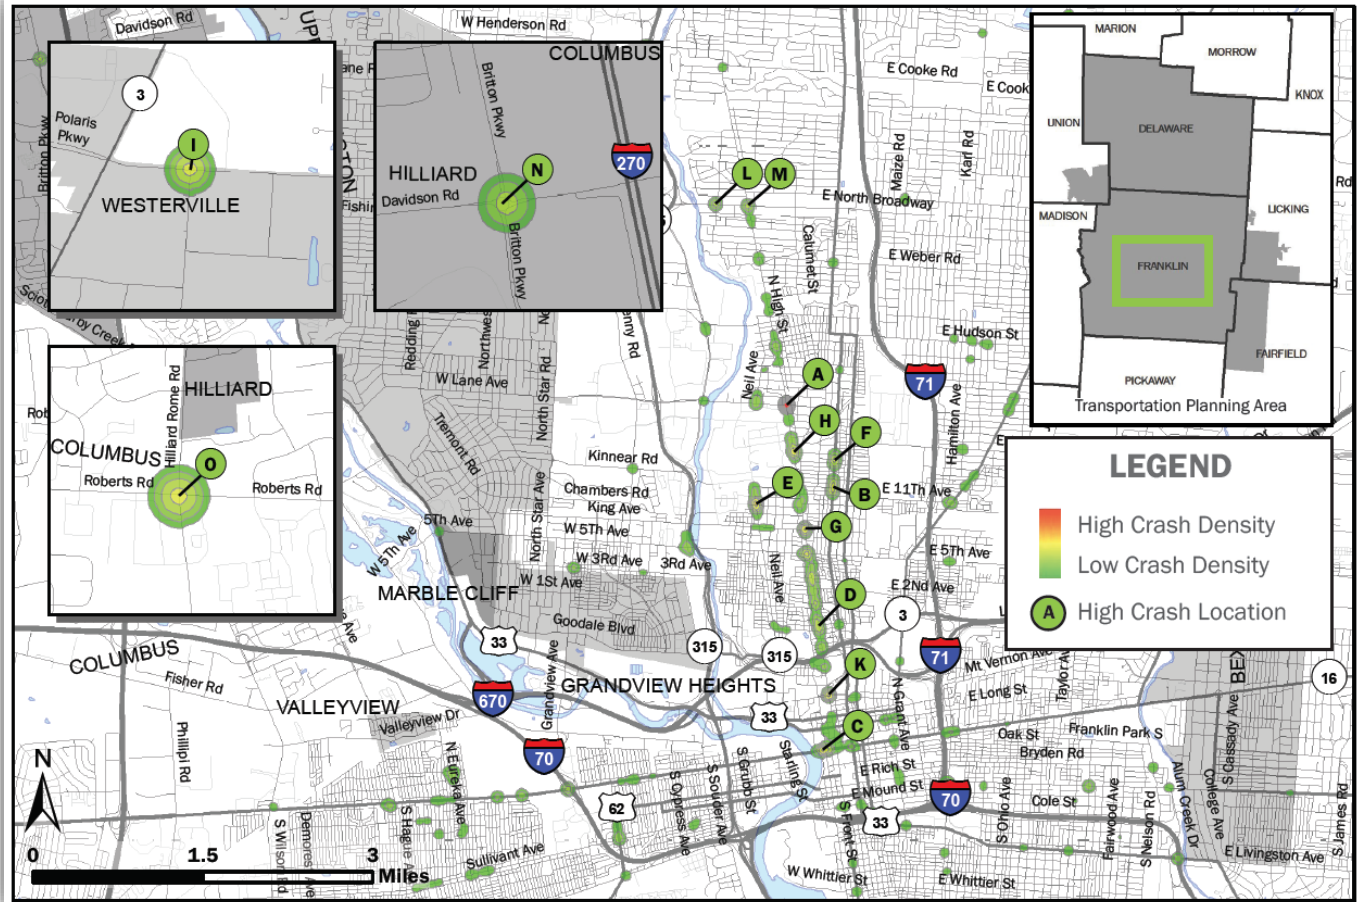 Davidson Rd
W Henderson Rd
E Cooke Rd
E Cook
Maize Rd
Karl Rd
E North Broadway
E Weber Rd
Calumet St
N High St
E Hudson St
Neil Ave
Hamilton Ave
L
M
A
H
F
E
B
G
D
K
C
71
3
Polaris
Pkwy
Britton Pkwy
I
WESTERVILLE
COLUMBUS
Britton Pkwy
270
HILLIARD
N
Davidson Rd
Britton Pkwy
HILLIARD
Hilliard Rome Rd
COLUMBUS
O
Roberts Rd
Roberts Rd
MARION
MORROW
KNOX
UNION
DELAWARE
LICKING
MADISON
FRANKLIN
FAIRFIELD
PICKAWAY
Transportation Planning Area
LEGEND
High Crash Density
Low Crash Density
A
High Crash Location
W Lane Ave
North Star Rd
Tremont Rd
Kinnear Rd
Chambers Rd
King Ave
North Star Ave
5Th Ave
W 5Th Ave
W 5Th Ave
W 3Rd Ave
3Rd Ave
W 1St Ave
MARBLE CLIFF
Goodale Blvd
E 11Th Ave
E 5Th Ave
E 2Nd Ave
Neil Ave
3
33
315
315
71
Mt Vernon Ave
E Long St
16
COLUMBUS
Fisher Rd
VALLEYVIEW
Valleyview Dr
670
Grandview Ave
GRANDVIEW HEIGHTS
33
N Grant Ave
Oak St
Franklin Park S
Bryden Rd
S Cassady Ave
Phillipi Rd
N Eureka Ave
70
S Grubb St
Starling St
E Rich St
E Mound St
62
S Cypress Ave
S Souder Ave
S Front St
33
70
Cole St
S Ohio Ave
Fairwood Ave
S Nelson Rd
Alum Creek Dr
College Ave
S James Rd
E Livingston Ave
S Hague Ave
Sullivant Ave
W Whittier St
E Whittier St
N
0
1.5
3
Miles